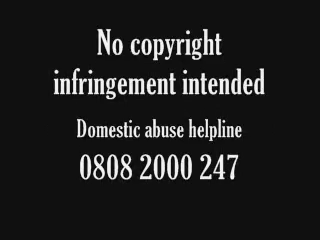 No copyright
infringement intended
Domestic abuse helpline
0808 2000 247